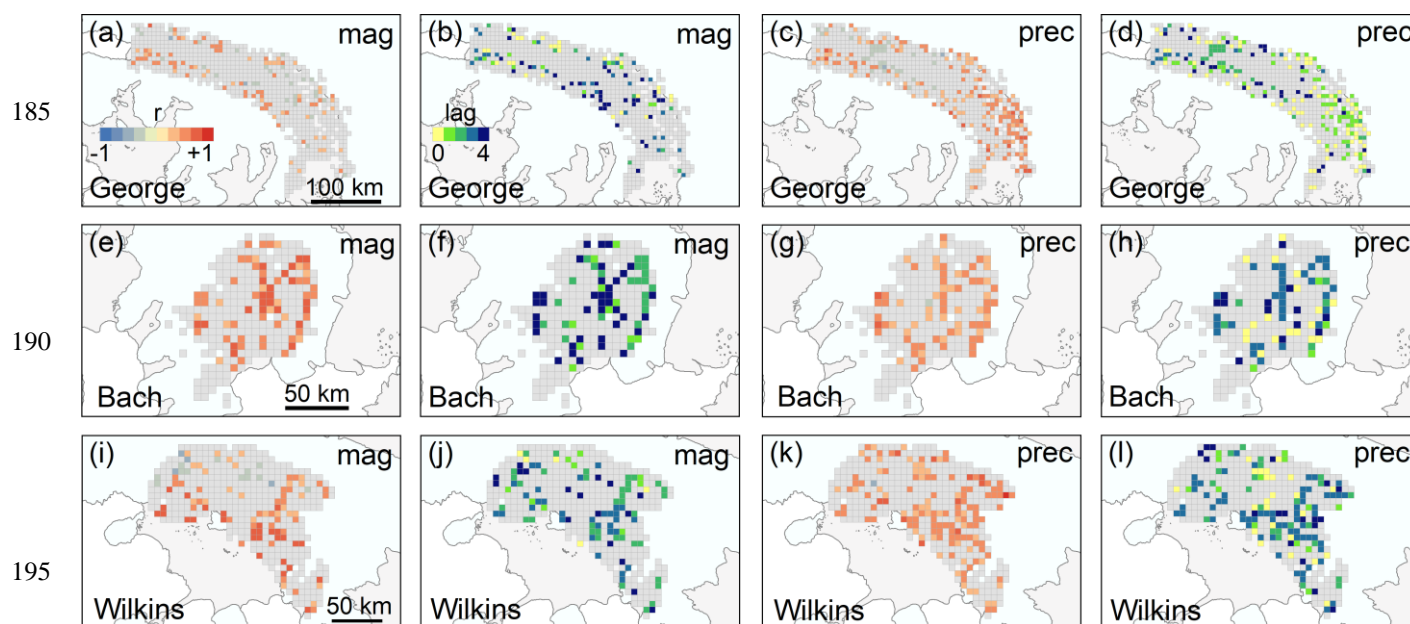 (a) mag (b) mag (c) prec (d) prec
185
r lag
-1 +1 0 4
George 100 km George George George
(e) mag (f) mag (g) prec (h) prec
190
Bach 50 km Bach Bach Bach
(i) mag (j) mag (k) prec (l) prec
195
Wilkins 50 km Wilkins Wilkins Wilkins